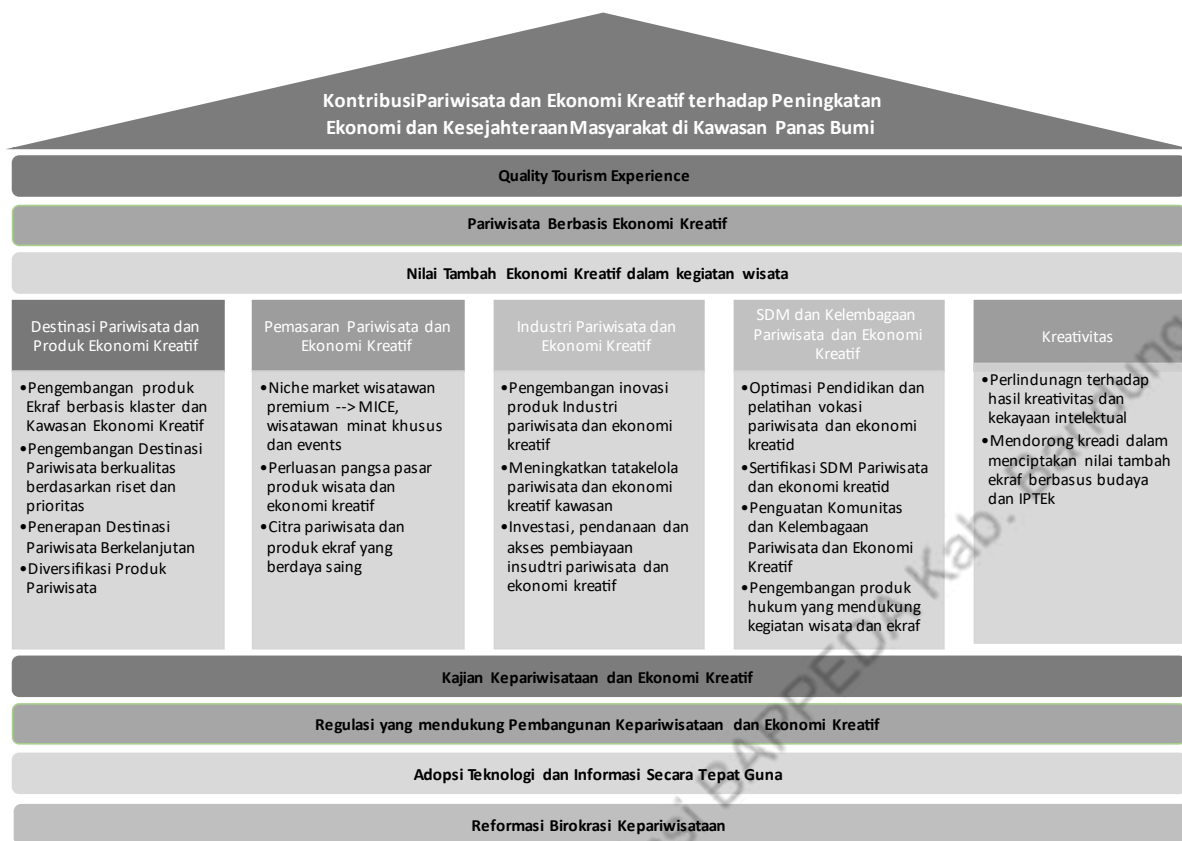 KontribusiPariwisata dan Ekonomi Kreatif terhadap Peningkatan
Ekonomi dan KesejahteraanMasyarakat di Kawasan Panas Bumi
Quality Tourism Experience
Pariwisata Berbasis Ekonomi Kreatif
Nilai Tambah Ekonomi Kreatif dalam kegiatan wisata
Destinasi Pariwisata dan
Produk Ekonomi Kreatif
•Pengembangan produk
Ekraf berbasis klaster dan
Kawasan Ekonomi Kreatif
•Pengembangan Destinasi
Pariwisata berkualitas
berdasarkan riset dan
prioritas
•Penerapan Destinasi
Pariwisata Berkelanjutan
•Diversifikasi Produk
Pariwisata
Pemasaran Pariwisata dan
Ekonomi Kreatif
•Niche market wisatawan
premium --> MICE,
wisatawan minat khusus
dan events
•Perluasan pangsa pasar
produk wisata dan
ekonomi kreatif
•Citra pariwisata dan
produk ekraf yang
berdaya saing
Industri Pariwisata dan
Ekonomi Kreatif
•Pengembangan inovasi
produk Industri
pariwisata dan ekonomi
kreatif
•Meningkatkan tatakelola
pariwisata dan ekonomi
kreatif kawasan
•Investasi, pendanaan dan
akses pembiayaan
insudtri pariwisata dan
ekonomi kreatif
SDM dan Kelembagaan
Pariwisata dan Ekonomi
Kreatif
•Optimasi Pendidikan dan
pelatihan vokasi
pariwisata dan ekonomi
kreatid
•Sertifikasi SDM Pariwisata
dan ekonomi kreatid
•Penguatan Komunitas
dan Kelembagaan
Pariwisata dan Ekonomi
Kreatif
•Pengembangan produk
hukum yang mendukung
kegiatan wisata dan ekraf
Kreativitas
•Perlindunagn terhadap
hasil kreativitas dan
kekayaan intelektual
•Mendorong kreadi dalam
menciptakan nilai tambah
ekraf berbasus budaya
dan IPTEk
Kajian Kepariwisataan dan Ekonomi Kreatif
Regulasi yang mendukung Pembangunan Kepariwisataan dan Ekonomi Kreatif
Adopsi Teknologi dan Informasi Secara Tepat Guna
Reformasi Birokrasi Kepariwisataan
BAPPEDA Kab. Bandung